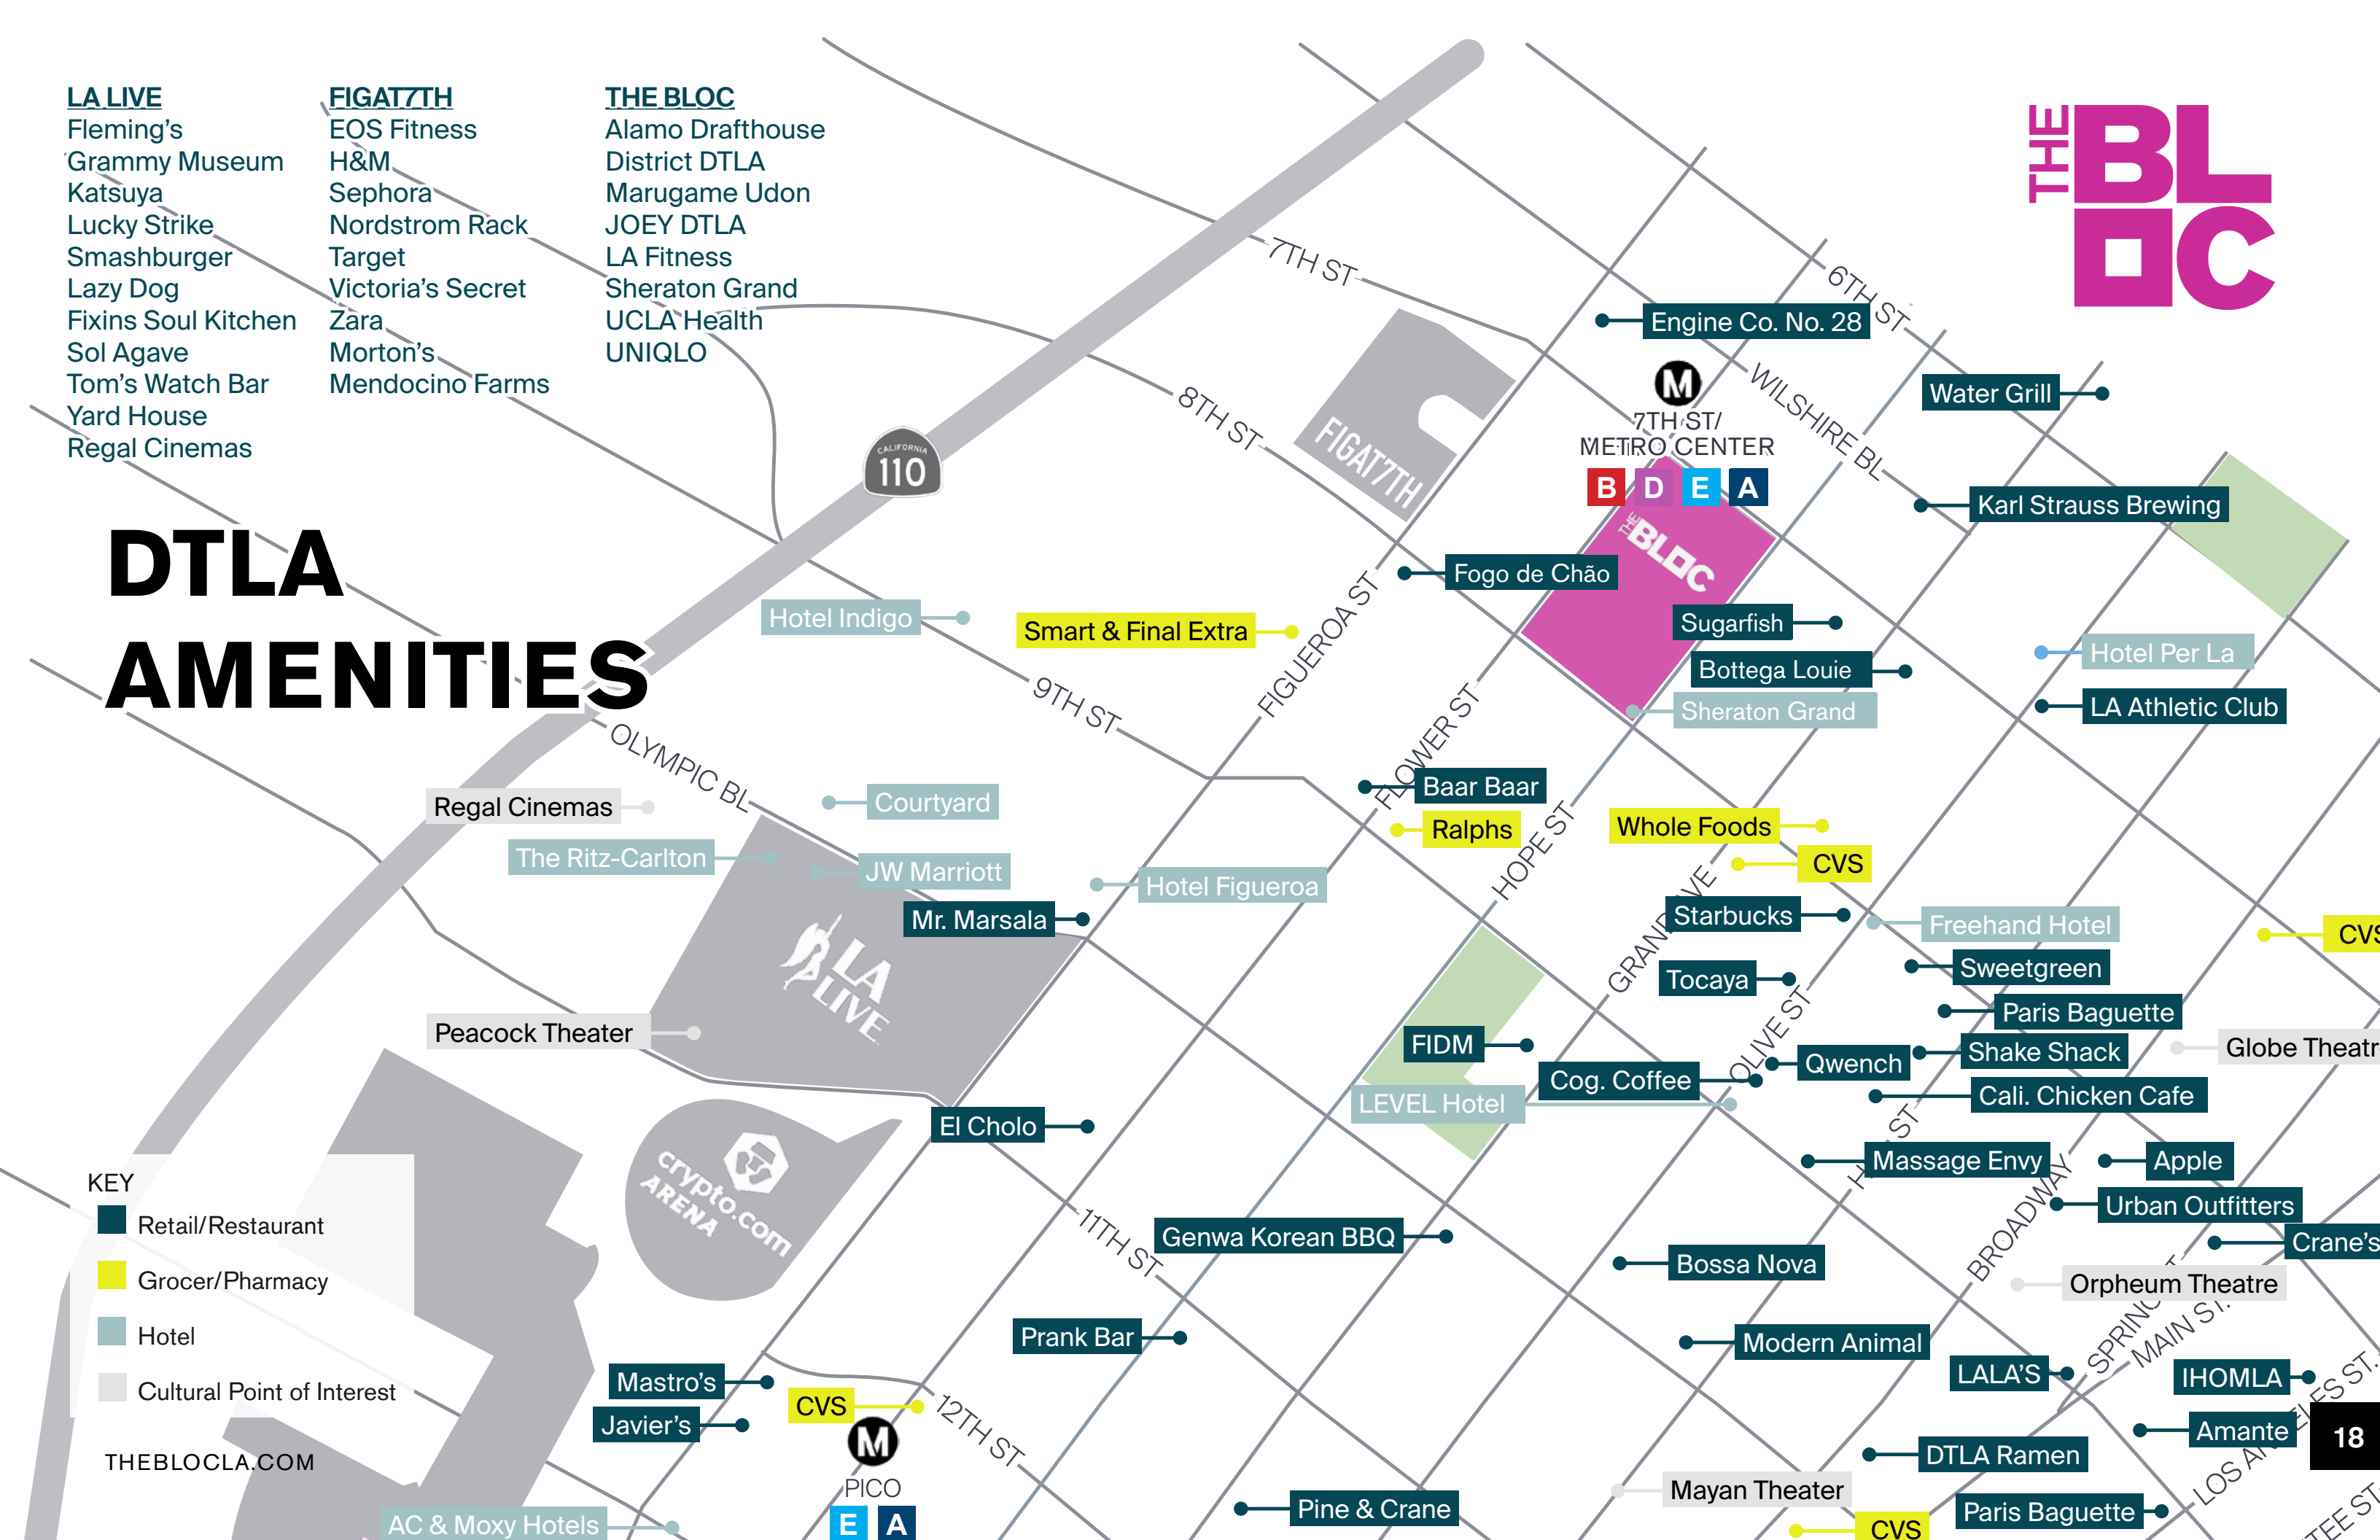 LA LIVE
Fleming's
Grammy Museum
Katsuya
Lucky Strike
Smashburger
Lazy Dog
Fixins Soul Kitchen
Sol Agave
Tom's Watch Bar
Yard House
Regal Cinemas
FIGAT7TH
EOS Fitness
H&M
Sephora
Nordstrom Rack
Target
Victoria's Secret
Zara
Morton's
Mendocino Farms
THE BLOC
Alamo Drafthouse
District DTLA
Marugame Udon
JOEY DTLA
LA Fitness
Sheraton Grand
UCLA Health
UNIQLO
THE
BL
OC
DTLA
AMENITIES
CALIFORNIA
110
7TH ST
6TH ST
Engine Co. No. 28
M
7TH ST/
METRO CENTER
B D E A
WILSHIRE BL
Water Grill
8TH ST
FIGAT7TH
Karl Strauss Brewing
THE BLOC
Fogo de Chão
Hotel Indigo
Smart & Final Extra
FIGUEROA ST
Sugarfish
Bottega Louie
Sheraton Grand
Hotel Per La
LA Athletic Club
9TH ST
FLOWER ST
OLYMPIC BL
Regal Cinemas
Courtyard
Baar Baar
Ralphs
Whole Foods
CVS
HOPE ST
The Ritz-Carlton
JW Marriott
Hotel Figueroa
Mr. Marsala
GRAND AVE
Starbucks
Freehand Hotel
CVS
LA
LIVE
Tocaya
Sweetgreen
OLIVE ST
Paris Baguette
Peacock Theater
FIDM
Qwench
Shake Shack
Globe Theatr
Cog. Coffee
LEVEL Hotel
Cali. Chicken Cafe
El Cholo
ST
Massage Envy
Apple
crypto.com
ARENA
BROADWAY
Urban Outfitters
11TH ST
Genwa Korean BBQ
Crane's
Bossa Nova
Orpheum Theatre
Prank Bar
Modern Animal
SPRING
MAIN ST.
LALA'S
IHOMLA
Mastro's
CVS
Javier's
M
PICO
E A
12TH ST
Amante
LOS ANGELES ST.
DTLA Ramen
Mayan Theater
Pine & Crane
Paris Baguette
CVS
TEE ST
AC & Moxy Hotels
KEY
Retail/Restaurant
Grocer/Pharmacy
Hotel
Cultural Point of Interest
THEBLOCLA.COM
18